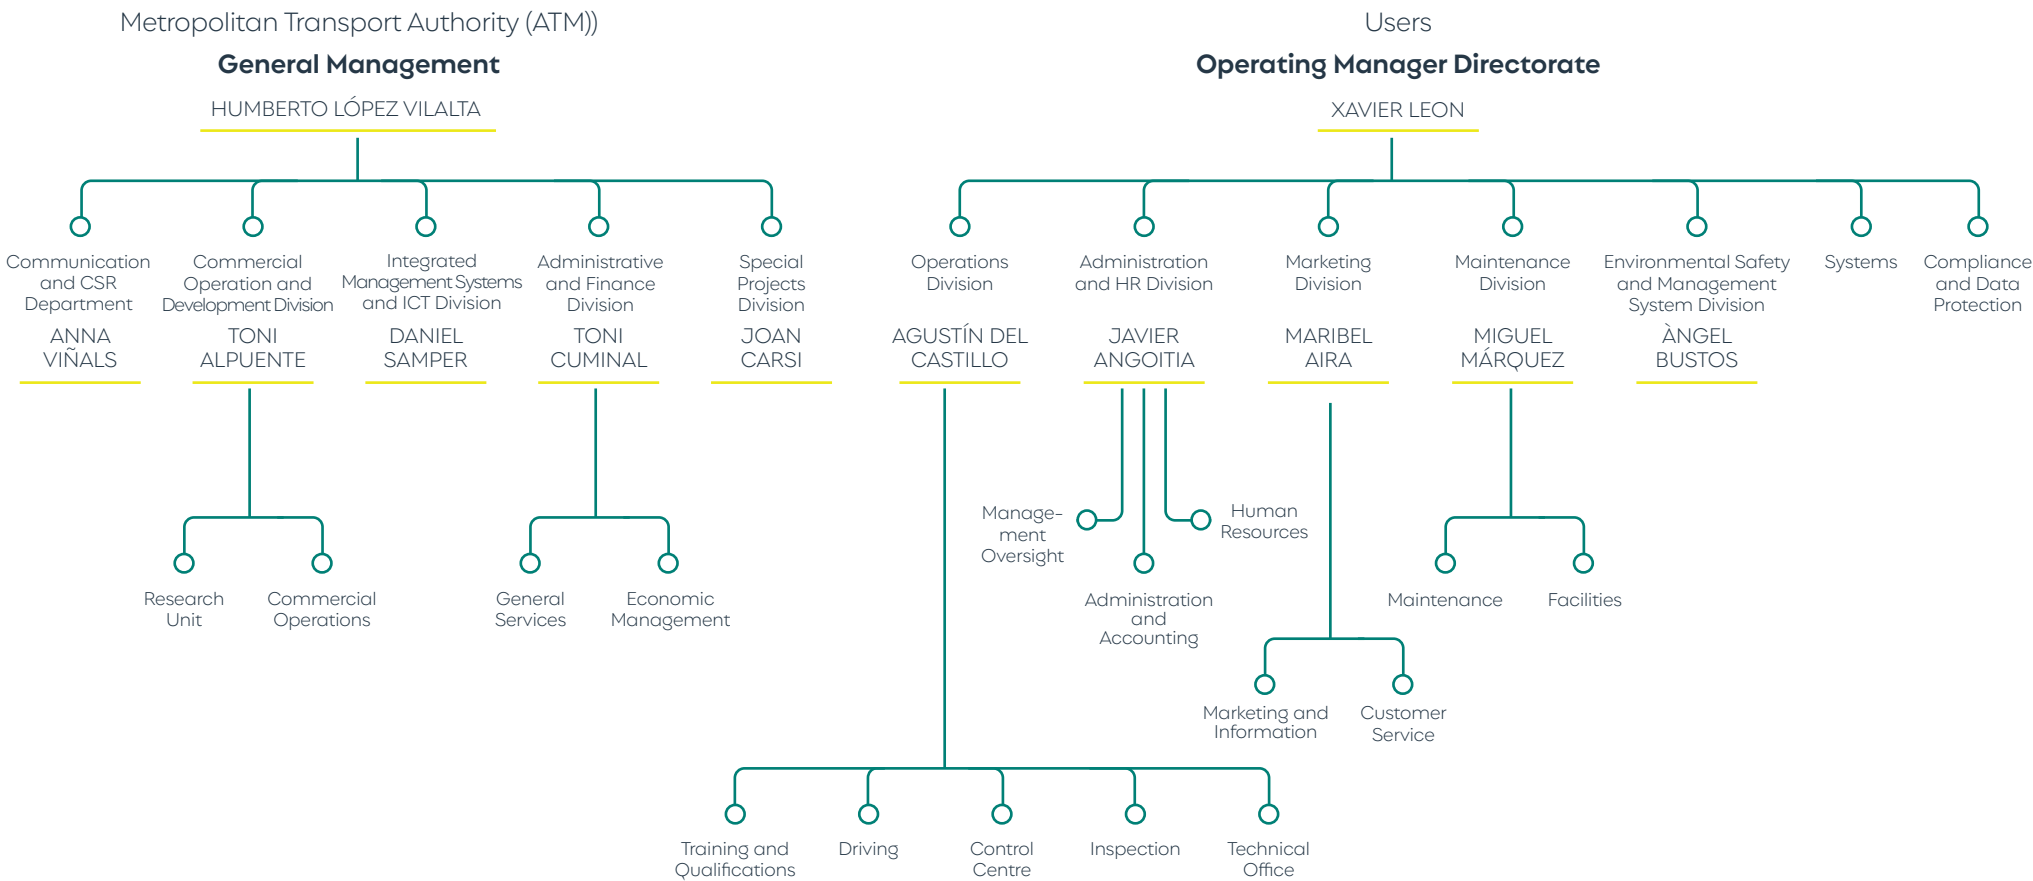 Metropolitan Transport Authority (ATM))
General Management
HUMBERTO LÓPEZ VILALTA
Communication
and CSR
Department
ANNA
VIÑALS
Commercial
Operation and
Development Division
TONI
ALPUENTE
Integrated
Management Systems
and ICT Division
DANIEL
SAMPER
Administrative
and Finance
Division
TONI
CUMINAL
Special
Projects
Division
JOAN
CARSI
Research
Unit
Commercial
Operations
General
Services
Economic
Management
Users
Operating Manager Directorate
XAVIER LEON
Operations
Division
AGUSTÍN DEL
CASTILLO
Administration
and HR Division
JAVIER
ANGOITIA
Marketing
Division
MARIBEL
AIRA
Maintenance
Division
MIGUEL
MÁRQUEZ
Environmental Safety
and Management
System Division
ÀNGEL
BUSTOS
Systems
Compliance
and Data
Protection
Manage-
ment
Oversight
Administration
and
Accounting
Human
Resources
Maintenance
Facilities
Marketing and
Information
Customer
Service
Training and
Qualifications
Driving
Control
Centre
Inspection
Technical
Office